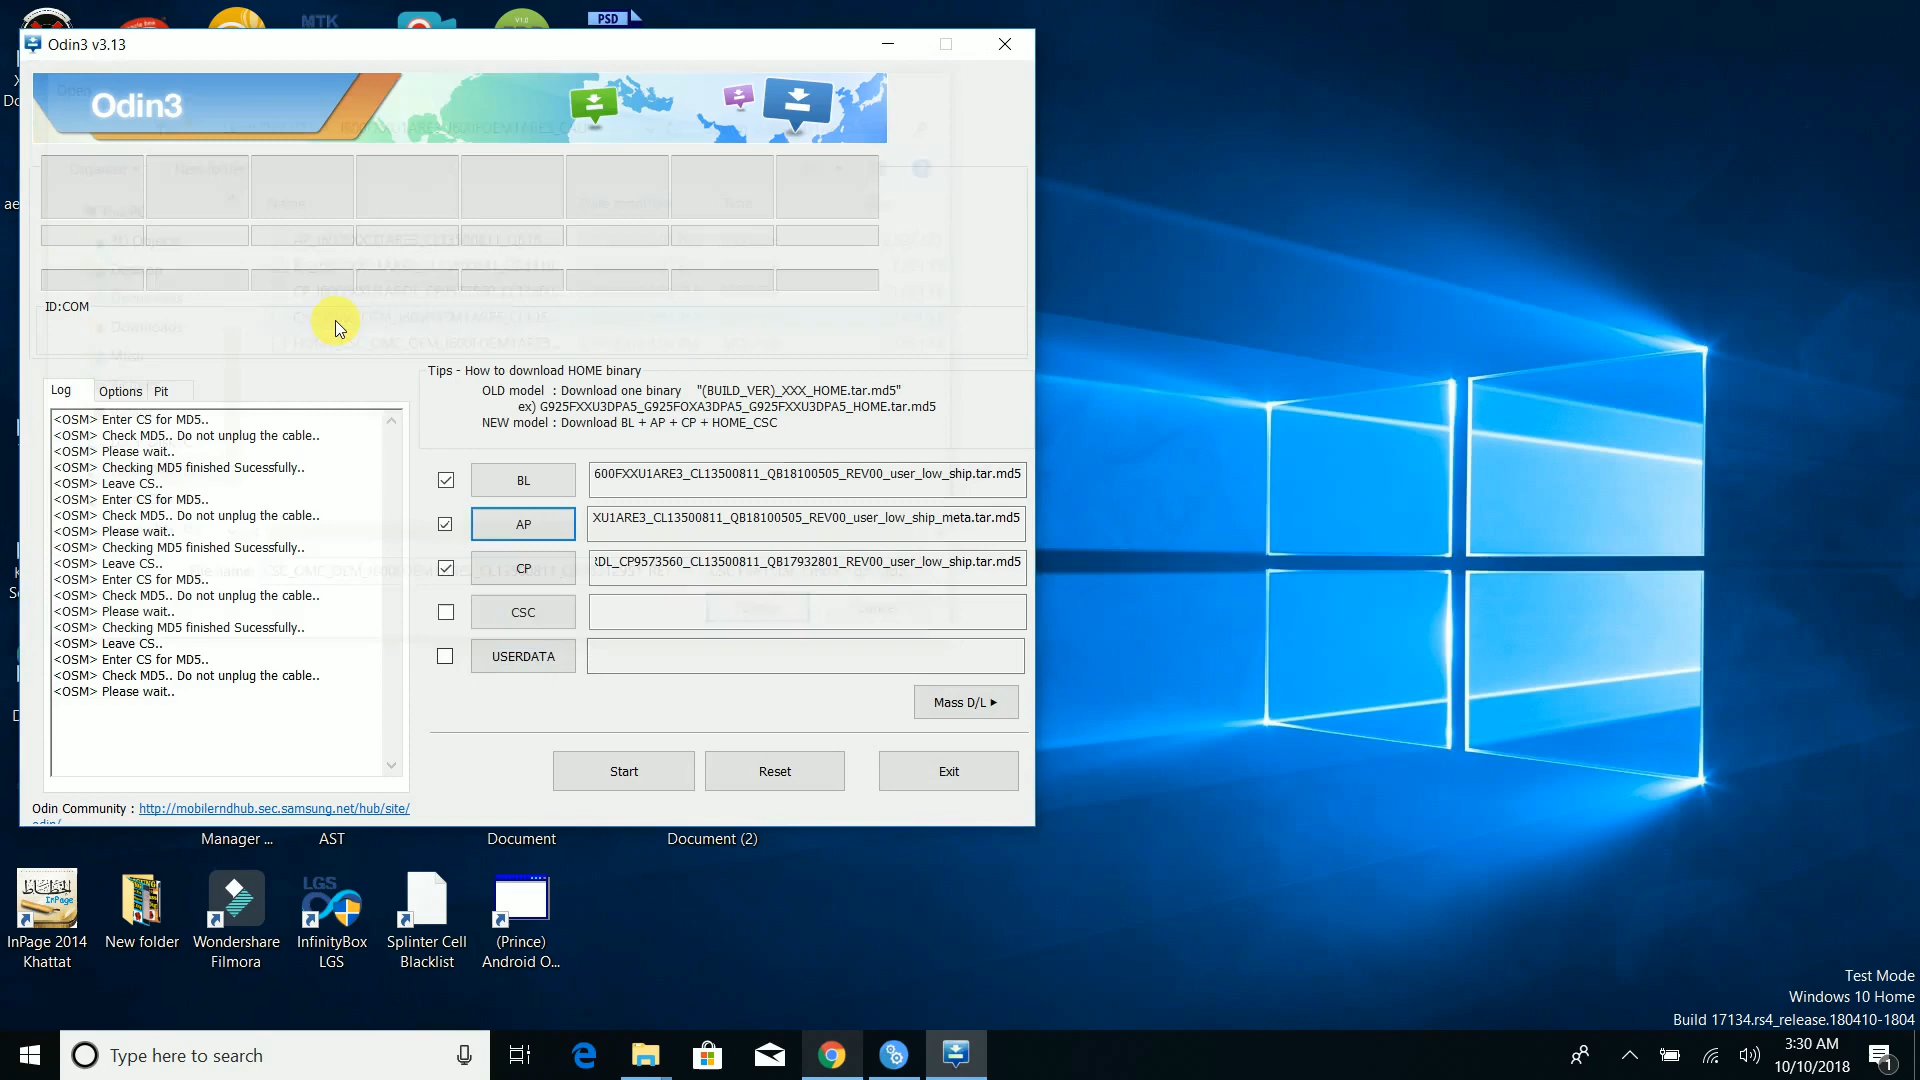 MTK
V1.0
PSD
Odin3 v3.13
Odin3
ID:COM
Log
Options
Pit
Tips - How to download HOME binary
OLD model : Download one binary "(BUILD_VER)_XXX_HOME.tar.md5"
ex) G925FXXU3DPA5_G925FOXA3DPA5_G925FXXU3DPA5_HOME.tar.md5
NEW model : Download BL + AP + CP + HOME_CSC
<OSM> Enter CS for MD5..
<OSM> Check MD5.. Do not unplug the cable..
<OSM> Please wait..
<OSM> Checking MD5 finished Sucessfully..
<OSM> Leave CS..
<OSM> Enter CS for MD5..
<OSM> Check MD5.. Do not unplug the cable..
<OSM> Please wait..
<OSM> Checking MD5 finished Sucessfully..
<OSM> Leave CS..
<OSM> Enter CS for MD5..
<OSM> Check MD5.. Do not unplug the cable..
<OSM> Please wait..
<OSM> Checking MD5 finished Sucessfully..
<OSM> Leave CS..
<OSM> Enter CS for MD5..
<OSM> Check MD5.. Do not unplug the cable..
<OSM> Please wait..
BL
600FXXU1ARE3_CL13500811_QB18100505_REV00_user_low_ship.tar.md5
AP
XU1ARE3_CL13500811_QB18100505_REV00_user_low_ship_meta.tar.md5
CP
RDL_CP9573560_CL13500811_QB17932801_REV00_user_low_ship.tar.md5
CSC
USERDATA
Mass D/L
Start
Reset
Exit
Odin Community : http://mobilerndhub.sec.samsung.net/hub/site/
odin/
Manager ...
AST
Document
Document (2)
InPage
InPage 2014
Khattat
New folder
Wondershare
Filmora
LGS
InfinityBox
LGS
Splinter Cell
Blacklist
(Prince)
Android O...
Test Mode
Windows 10 Home
Build 17134.rs4_release.180410-1804
Type here to search
3:30 AM
10/10/2018
1